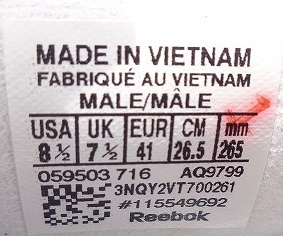 MADE IN VIETNAM
FABRIQUÉ AU VIETNAM
MALE/MÂLE
USA UK EUR CM mm
8 ½ 7 ½ 41 26.5 265
059503 716 AQ9799
3NQY2VT700261
#115549692
Reebok